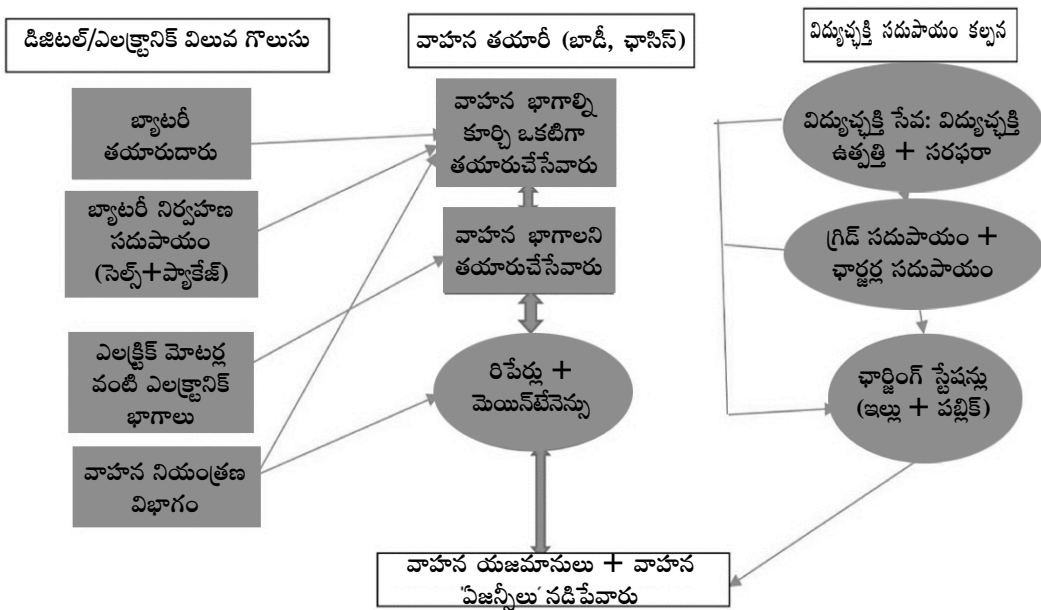 డిజిటల్/ఎలక్ట్రానిక్ విలువ గొలుసు
బ్యాటరీ
తయారుదారు
బ్యాటరీ నిర్వహణ
సదుపాయం
(సెల్స్+ప్యాకేజ్)
ఎలక్ట్రిక్ మోటర్ల
వంటి ఎలక్ట్రానిక్
భాగాలు
వాహన నియంత్రణ
విభాగం
వాహన తయారీ (బాడీ, ఛాసిస్)
వాహన భాగాల్ని
కూర్చి ఒకటిగా
తయారుచేసేవారు
వాహన భాగాలని
తయారుచేసేవారు
రిపేర్లు +
మెయిన్‌టేనెన్సు
విద్యుచ్ఛక్తి సదుపాయం కల్పన
విద్యుచ్ఛక్తి సేవ: విద్యుచ్ఛక్తి
ఉత్పత్తి + సరఫరా
గ్రిడ్ సదుపాయం +
ఛార్జర్ల సదుపాయం
ఛార్జింగ్ స్టేషన్లు
(ఇల్లు + పబ్లిక్)
వాహన యజమానులు + వాహన
'ఏజన్సీలు' నడిపేవారు